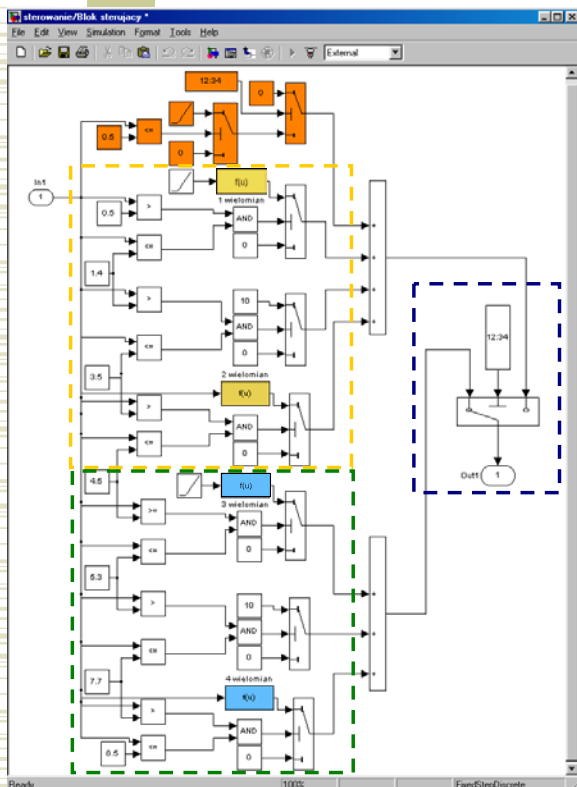 sterowanie/Blok sterujacy *
File Edit View Simulation Format Tools Help
External
12:34
0
0.5
<=
0
In1
1
f(u)
1 wielomian
>
0.5
AND
<=
0
1.4
>
10
AND
<=
0
3.5
2 wielomian
f(u)
>
AND
<=
0
4.5
f(u)
3 wielomian
>=
AND
<=
0
5.3
>
10
AND
<=
0
7.7
4 wielomian
f(u)
>
AND
8.5
<=
0
+
+
+
+
+
+
+
12:34
Out1
1
Ready
100%
FixedStepDiscrete